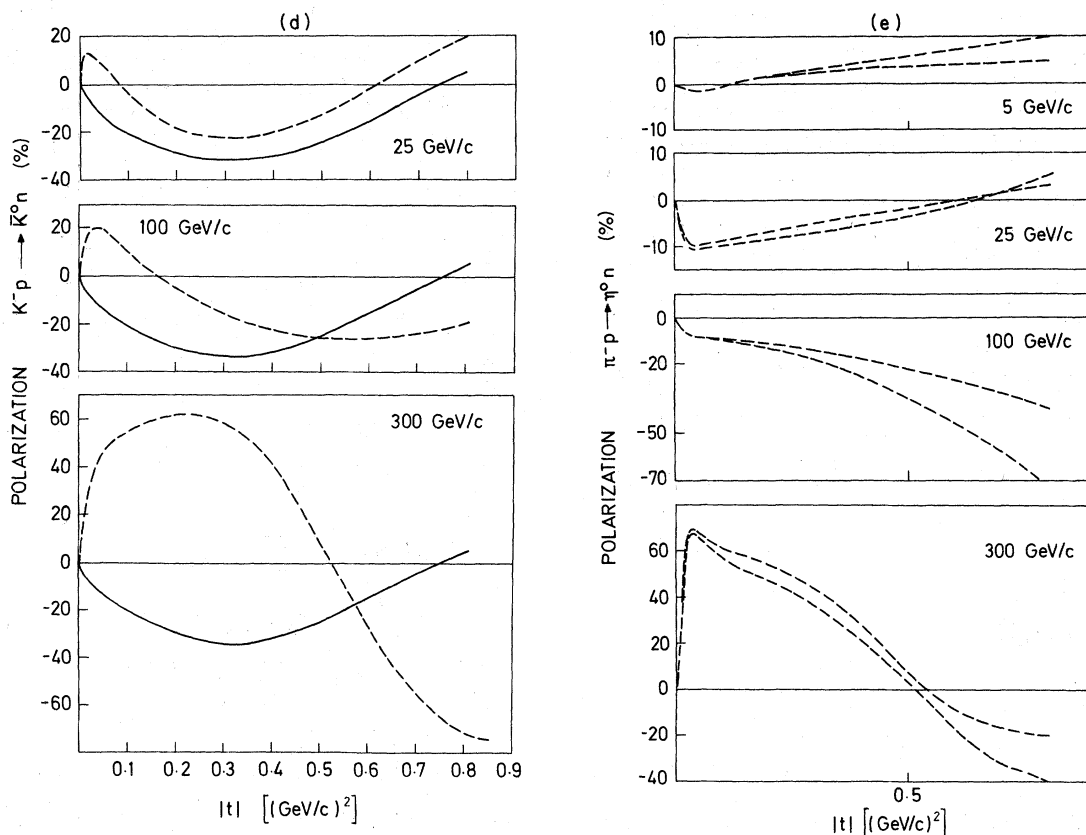 (d)
20
0
-20
-40
25 GeV/c
20
0
-20
-40
100 GeV/c
60
40
20
0
-20
-40
-60
300 GeV/c
0.1 0.2 0.3 0.4 0.5 0.6 0.7 0.8 0.9
|t| [(GeV/c)²]
POLARIZATION K⁻p → K̅⁰n (%)
(e)
10
0
-10
5 GeV/c
10
0
-10
25 GeV/c
0
-20
-50
-70
100 GeV/c
60
40
20
0
-20
-40
300 GeV/c
0.5
|t| [(GeV/c)²]
POLARIZATION π⁻p → η⁰n (%)